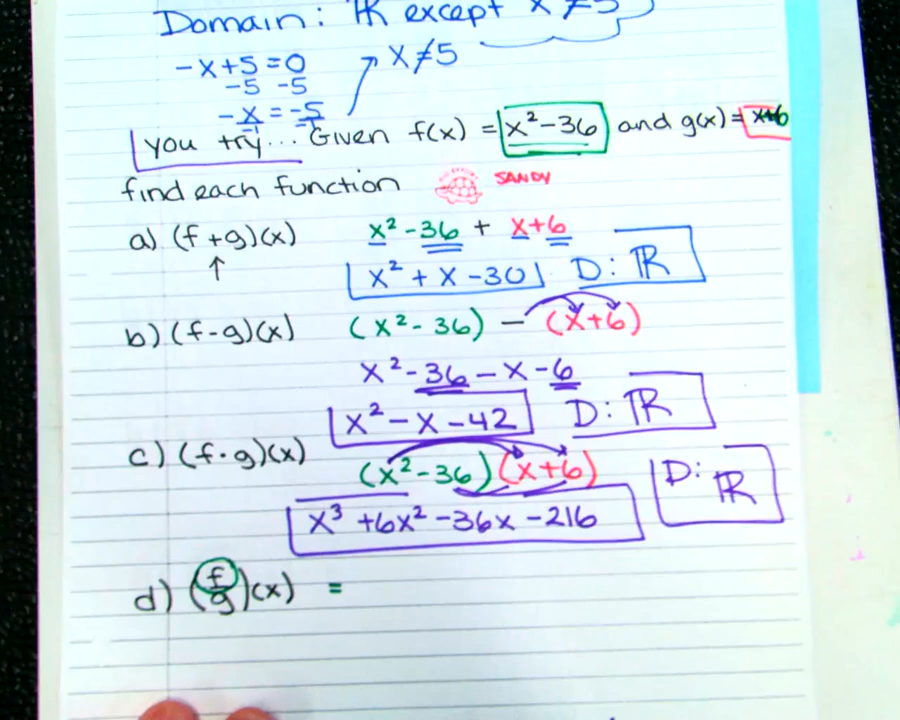 Domain: ℝ except x ≠ 5
-x+5=0
-5 -5
x≠5
-x = -5
-1 -1
you try... Given f(x) = x²-36 and g(x)= x+6
find each function
SANDY
a) (f+g)(x) x²-36 + x+6
↑ x² + x -30 D: ℝ
b) (f-g)(x) (x²-36) - (x+6)
x²-36-x-6
x²-x-42 D: ℝ
c) (f·g)(x) (x²-36)(x+6) D: ℝ
x³ +6x² -36x -216
d) (f/g)(x) =